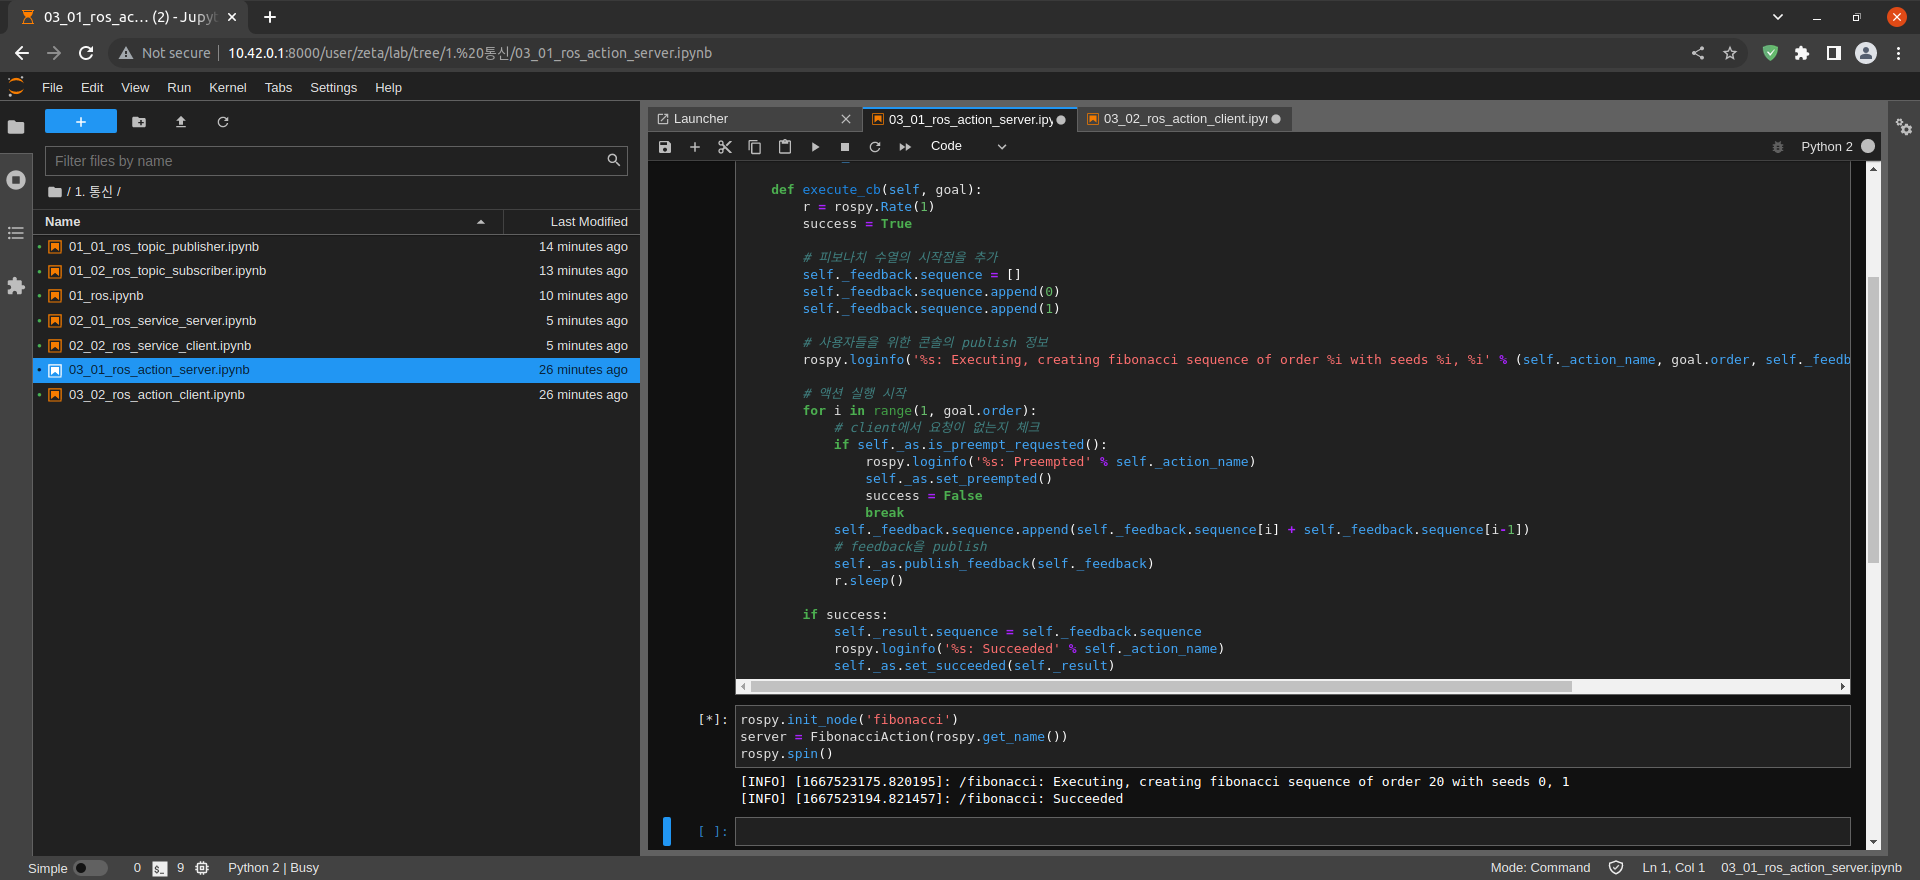 03_01_ros_ac… (2) - Jupyt
Not secure | 10.42.0.1:8000/user/zeta/lab/tree/1.%20통신/03_01_ros_action_server.ipynb
File Edit View Run Kernel Tabs Settings Help
Filter files by name
/ 1. 통신 /
Name Last Modified
01_01_ros_topic_publisher.ipynb 14 minutes ago
01_02_ros_topic_subscriber.ipynb 13 minutes ago
01_ros.ipynb 10 minutes ago
02_01_ros_service_server.ipynb 5 minutes ago
02_02_ros_service_client.ipynb 5 minutes ago
03_01_ros_action_server.ipynb 26 minutes ago
03_02_ros_action_client.ipynb 26 minutes ago
Launcher 03_01_ros_action_server.ipy 03_02_ros_action_client.ipyr
Code Python 2
def execute_cb(self, goal):
r = rospy.Rate(1)
success = True
# 피보나치 수열의 시작점을 추가
self._feedback.sequence = []
self._feedback.sequence.append(0)
self._feedback.sequence.append(1)
# 사용자들을 위한 콘솔의 publish 정보
rospy.loginfo('%s: Executing, creating fibonacci sequence of order %i with seeds %i, %i' % (self._action_name, goal.order, self._feedb
# 액션 실행 시작
for i in range(1, goal.order):
# client에서 요청이 없는지 체크
if self._as.is_preempt_requested():
rospy.loginfo('%s: Preempted' % self._action_name)
self._as.set_preempted()
success = False
break
self._feedback.sequence.append(self._feedback.sequence[i] + self._feedback.sequence[i-1])
# feedback을 publish
self._as.publish_feedback(self._feedback)
r.sleep()
if success:
self._result.sequence = self._feedback.sequence
rospy.loginfo('%s: Succeeded' % self._action_name)
self._as.set_succeeded(self._result)
[*]: rospy.init_node('fibonacci')
server = FibonacciAction(rospy.get_name())
rospy.spin()
[INFO] [1667523175.820195]: /fibonacci: Executing, creating fibonacci sequence of order 20 with seeds 0, 1
[INFO] [1667523194.821457]: /fibonacci: Succeeded
[ ]:
Simple 0 9 Python 2 | Busy Mode: Command Ln 1, Col 1 03_01_ros_action_server.ipynb